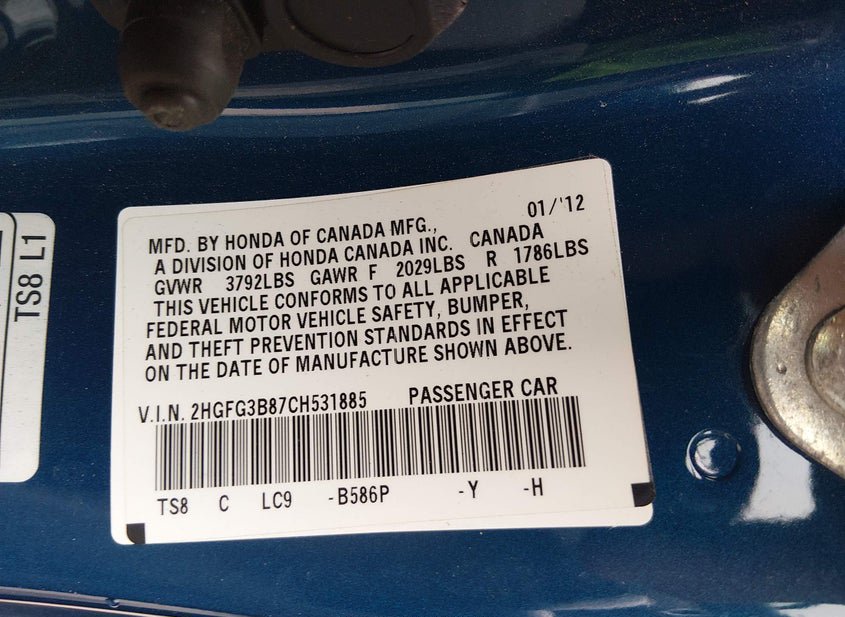 01/'12
MFD. BY HONDA OF CANADA MFG.,
A DIVISION OF HONDA CANADA INC. CANADA
GVWR 3792LBS GAWR F 2029LBS R 1786LBS
THIS VEHICLE CONFORMS TO ALL APPLICABLE
FEDERAL MOTOR VEHICLE SAFETY, BUMPER,
AND THEFT PREVENTION STANDARDS IN EFFECT
ON THE DATE OF MANUFACTURE SHOWN ABOVE.
V.I.N. 2HGFG3B87CH531885 PASSENGER CAR
TS8 C LC9 -B586P -Y -H
TS8 L1